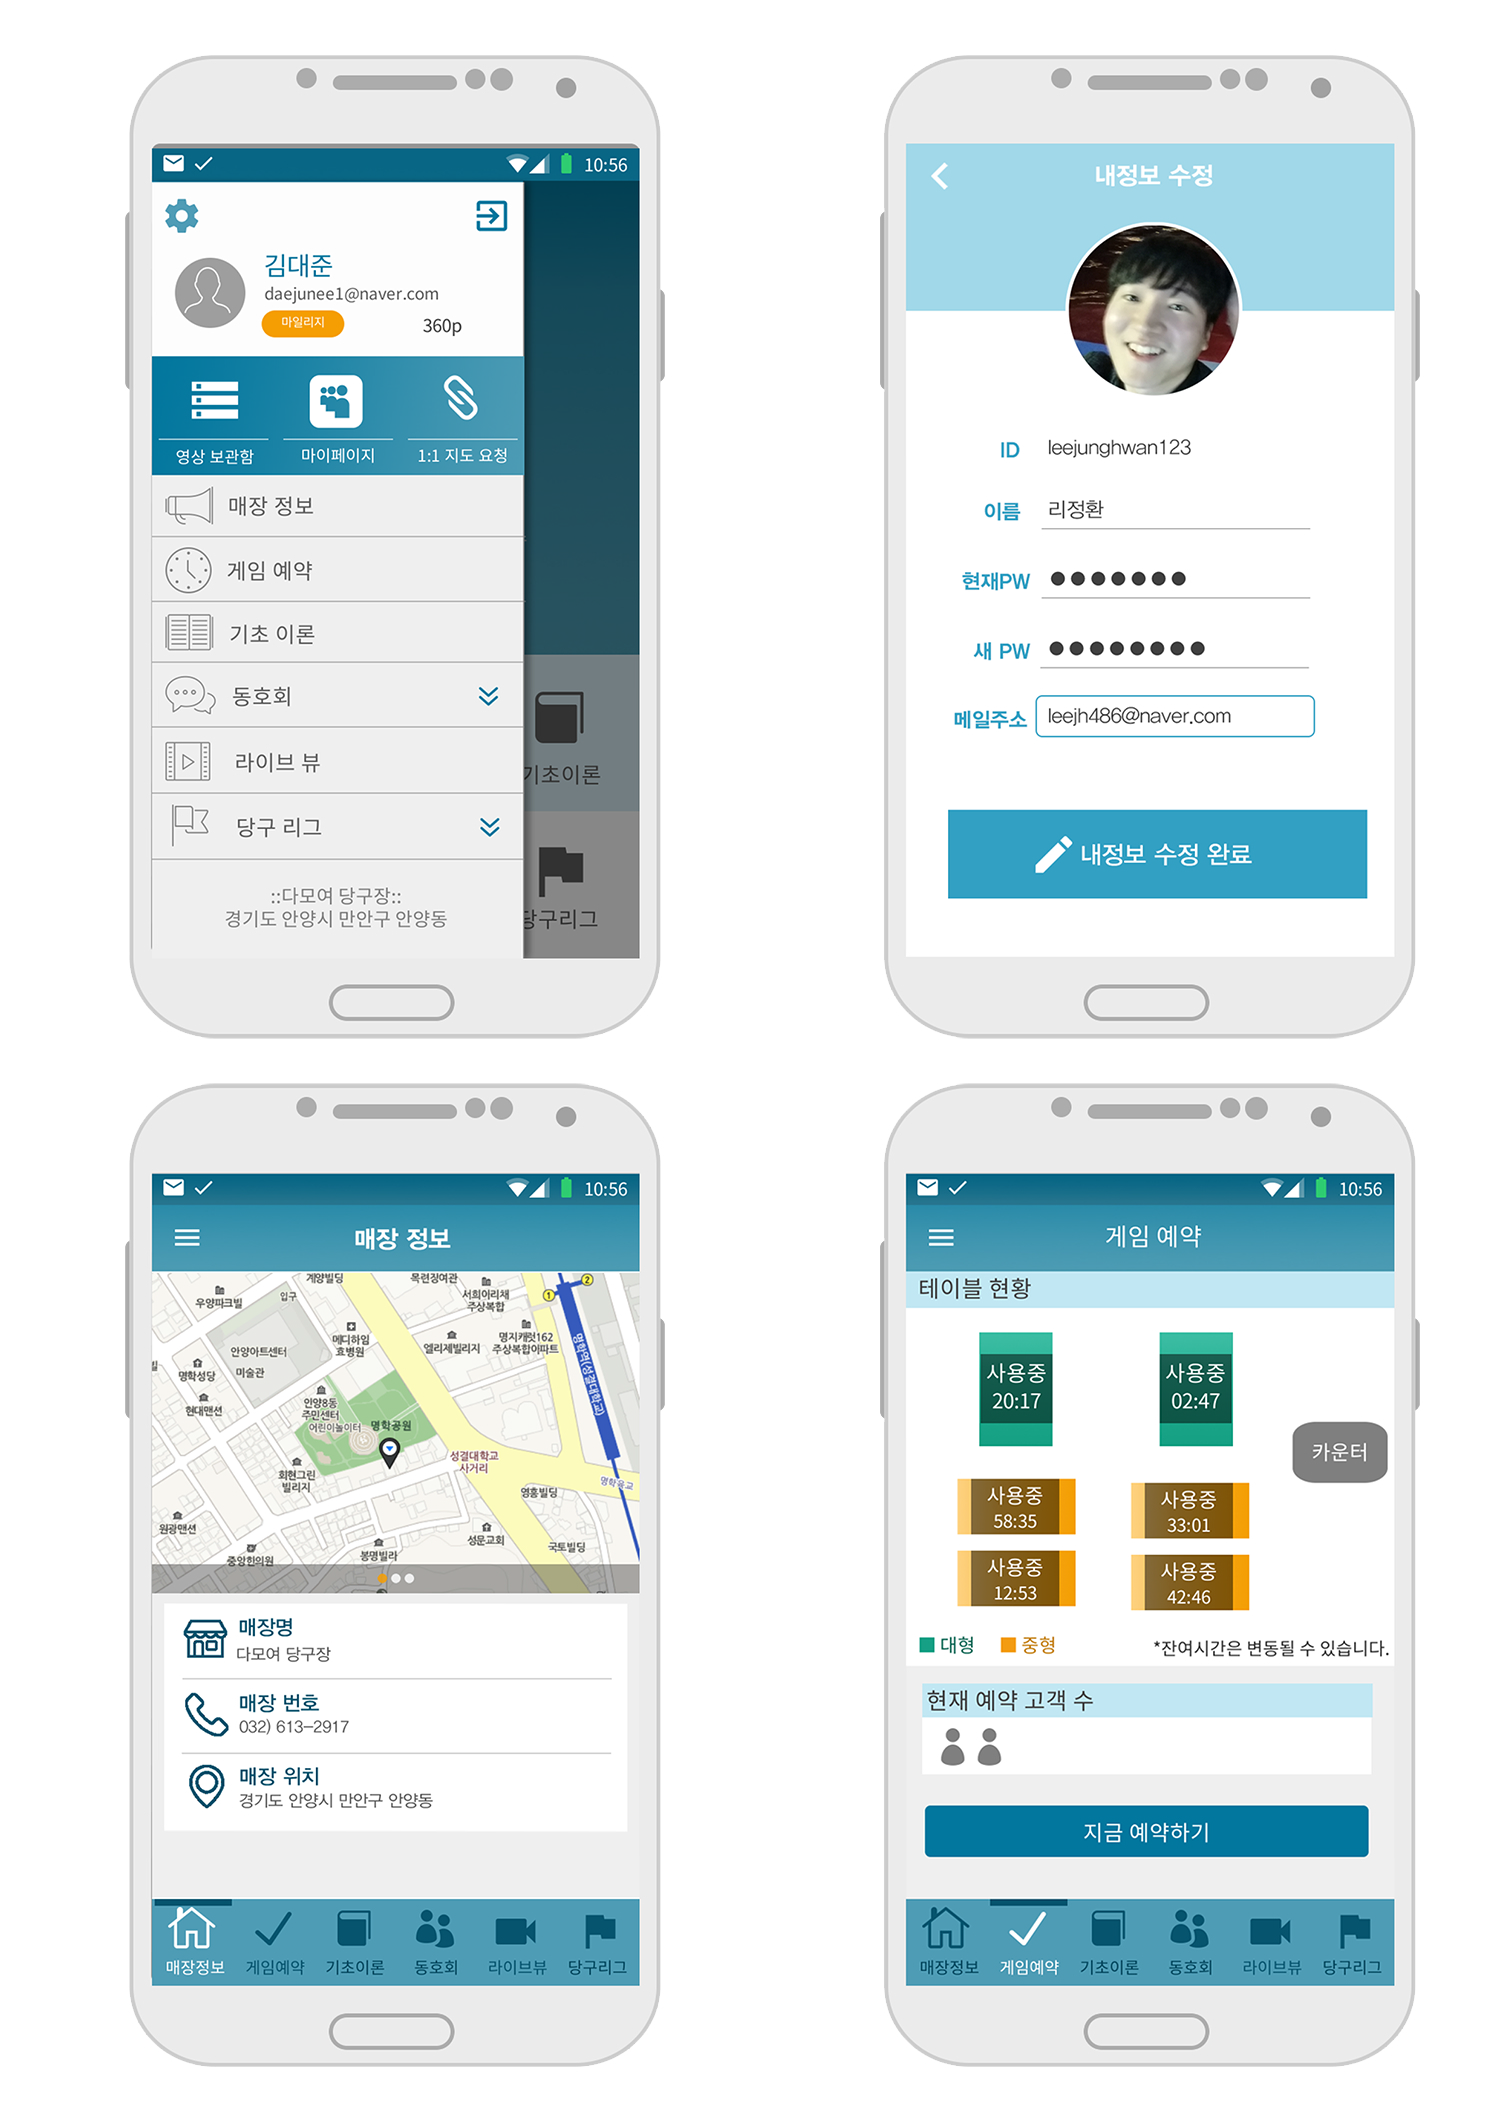 10:56
김대준
daejunee1@naver.com
마일리지 360p
영상 보관함 마이페이지 1:1 지도 요청
매장 정보
게임 예약
기초 이론
동호회
라이브 뷰
당구 리그
::다모여 당구장::
경기도 안양시 만안구 안양동
기초이론
당구리그
내정보 수정
ID leejunghwan123
이름 리정환
현재PW
새 PW
메일주소 leejh486@naver.com
내정보 수정 완료
10:56
매장 정보
계양빌딩
목련장여관
우양파크빌
입구
서희아리채
주상복합
메디하임
효병원
엘리제빌리지
명지캐럿162
주상복합아파트
안양아트센터
미술관
명학성당
현대맨션
명학역(성결대학교)
안양8동
주민센터
어린이놀이터
명학공원
성결대학교
사거리
회현그린
빌리지
명학육교
영흥빌딩
원광맨션
성문교회
국토빌딩
중앙한의원
봉명빌라
1
2
매장명
다모여 당구장
매장 번호
032) 613-2917
매장 위치
경기도 안양시 만안구 안양동
매장정보 게임예약 기초이론 동호회 라이브뷰 당구리그
10:56
게임 예약
테이블 현황
사용중 사용중
20:17 02:47
카운터
사용중 사용중
58:35 33:01
사용중 사용중
12:53 42:46
대형 중형 *잔여시간은 변동될 수 있습니다.
현재 예약 고객 수
지금 예약하기
매장정보 게임예약 기초이론 동호회 라이브뷰 당구리그